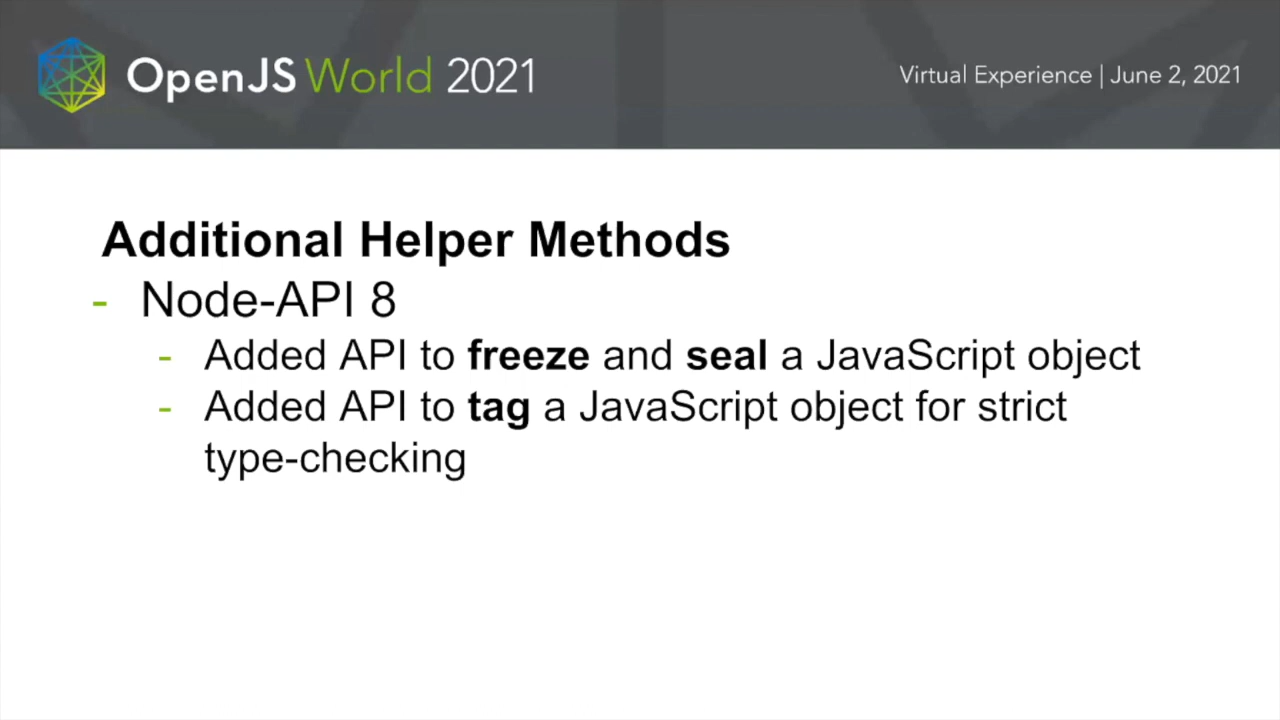 OpenJS World 2021
Virtual Experience | June 2, 2021
Additional Helper Methods
- Node-API 8
- Added API to freeze and seal a JavaScript object
- Added API to tag a JavaScript object for strict
type-checking